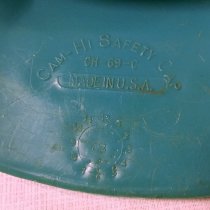 CAM-HI SAFETY CAP
CH 69-C
MADE IN U.S.A.